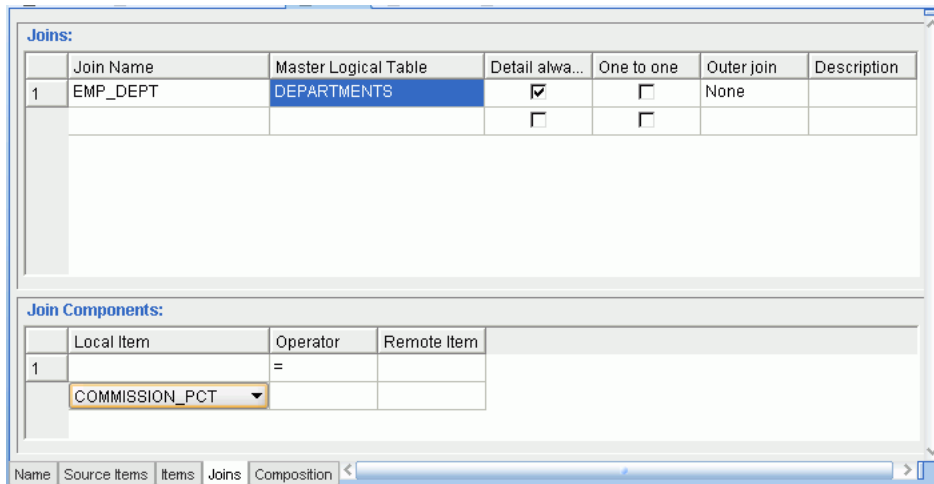 Joins:
Join Name Master Logical Table Detail alwa... One to one Outer join Description
1 EMP_DEPT DEPARTMENTS None
Join Components:
Local Item Operator Remote Item
1 =
COMMISSION_PCT
Name Source Items Items Joins Composition